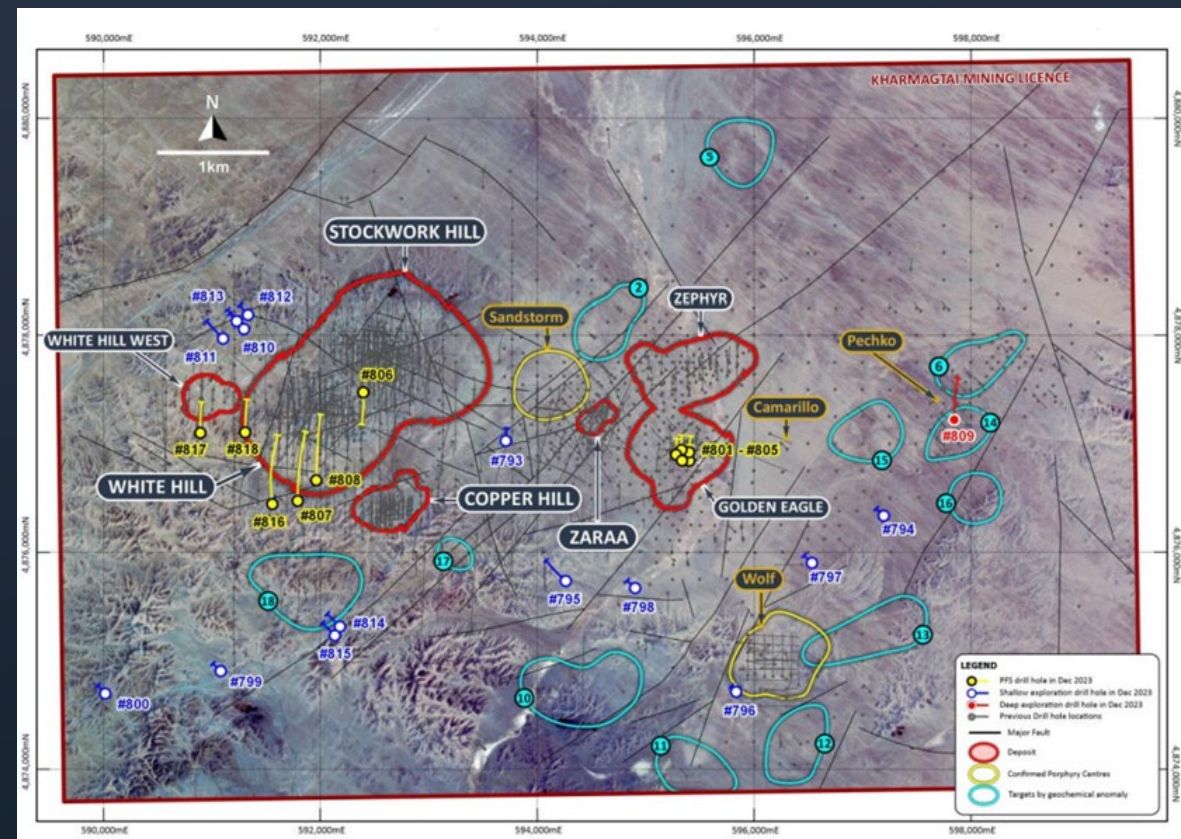 590,000mE
592,000mE
594,000mE
596,000mE
598,000mE
KHARMAGTAI MINING LICENCE
4,880,000mN
4,880,000mN
N
1km
5
STOCKWORK HILL
2
ZEPHYR
#813
#812
Sandstorm
4,878,000mN
4,878,000mN
WHITE HILL WEST
#811
#810
Pechko
6
#806
Camarillo
14
#809
#817
#818
#793
#801 - #805
15
WHITE HILL
#808
COPPER HILL
GOLDEN EAGLE
16
#816
#807
ZARAA
#794
4,876,000mN
4,876,000mN
17
#797
18
#795
#798
Wolf
#814
#815
13
#799
#800
10
#796
11
12
LEGEND
PFS drill hole in Dec 2023
Shallow exploration drill hole in Dec 2023
Deep exploration drill hole in Dec 2023
Previous Drill hole locations
Major Fault
Deposit
Confirmed Porphyry Centres
Targets by geochemical anomaly
4,874,000mN
4,874,000mN
590,000mE
592,000mE
594,000mE
596,000mE
598,000mE